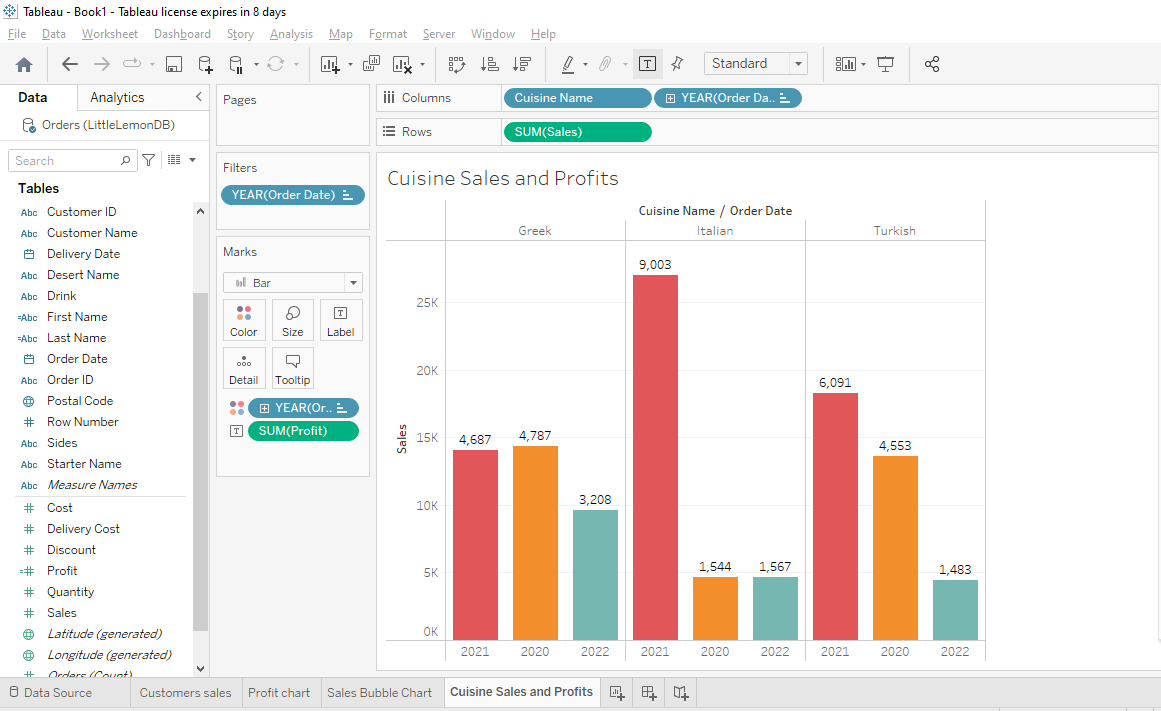 Tableau - Book1 - Tableau license expires in 8 days
File Data Worksheet Dashboard Story Analysis Map Format Server Window Help
Standard
Data Analytics
Orders (LittleLemonDB)
Search
Tables
Abc Customer ID
Abc Customer Name
Delivery Date
Abc Desert Name
Abc Drink
=Abc First Name
=Abc Last Name
Order Date
Abc Order ID
Postal Code
# Row Number
Abc Sides
Abc Starter Name
Abc Measure Names
# Cost
# Delivery Cost
# Discount
=# Profit
# Quantity
# Sales
Latitude (generated)
Longitude (generated)
# Orders (Count)
Pages
Filters
YEAR(Order Date)
Marks
Bar
Color Size Label
Detail Tooltip
YEAR(Or..
SUM(Profit)
Columns Cuisine Name YEAR(Order Da..
Rows SUM(Sales)
Cuisine Sales and Profits
Cuisine Name / Order Date
Greek Italian Turkish
Sales
25K
20K
15K
10K
5K
0K
4,687 4,787 3,208 9,003 1,544 1,567 6,091 4,553 1,483
2021 2020 2022 2021 2020 2022 2021 2020 2022
Data Source Customers sales Profit chart Sales Bubble Chart Cuisine Sales and Profits